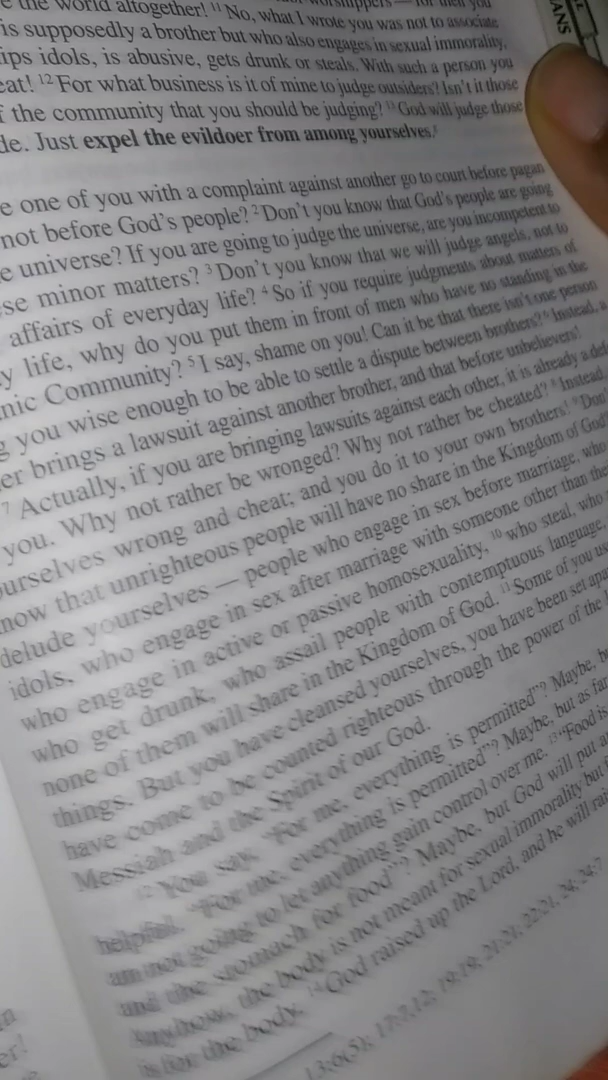 the world altogether! 11 No, what I wrote you was not to associate
is supposedly a brother but who also engages in sexual immorality,
ips idols, is abusive, gets drunk or steals. With such a person you
eat! 12 For what business is it of mine to judge outsiders? Isn't it those
f the community that you should be judging? 13 God will judge those
de. Just expel the evildoer from among yourselves.
e one of you with a complaint against another go to court before pagan
not before God's people? 2 Don't you know that God's people are going
e universe? If you are going to judge the universe, are you incompetent to
se minor matters? 3 Don't you know that we will judge angels, not to
affairs of everyday life? 4 So if you require judgments about matters of
y life, why do you put them in front of men who have no standing in the
nic Community? 5 I say, shame on you! Can it be that there isn't one person
g you wise enough to be able to settle a dispute between brothers? 6 Instead, a
er brings a lawsuit against another brother, and that before unbelievers!
7 Actually, if you are bringing lawsuits against each other, it is already a def
you. Why not rather be wronged? Why not rather be cheated? 8 Instead,
ourselves wrong and cheat; and you do it to your own brothers! 9 Don'
now that unrighteous people will have no share in the Kingdom of God
delude yourselves — people who engage in sex before marriage, who
idols, who engage in sex after marriage with someone other than the
who engage in active or passive homosexuality, 10 who steal, who
who get drunk, who assail people with contemptuous language
none of them will share in the Kingdom of God. 11 Some of you us
things. But you have cleansed yourselves, you have been set apa
have come to be counted righteous through the power of the
Messiah and the Spirit of our God.
12 You say, "For me, everything is permitted"? Maybe, bu
helpful. "For me, everything is permitted"? Maybe, but as far
am not going to let anything gain control over me. 13 "Food is
and the stomach for food"? Maybe, but God will put a
Anyhow, the body is not meant for sexual immorality but f
is for the body. 14 God raised up the Lord, and he will rai
13:6(5); 17:7,12; 19:19; 21:21; 22:21, 24; 24:7
er!
ANS